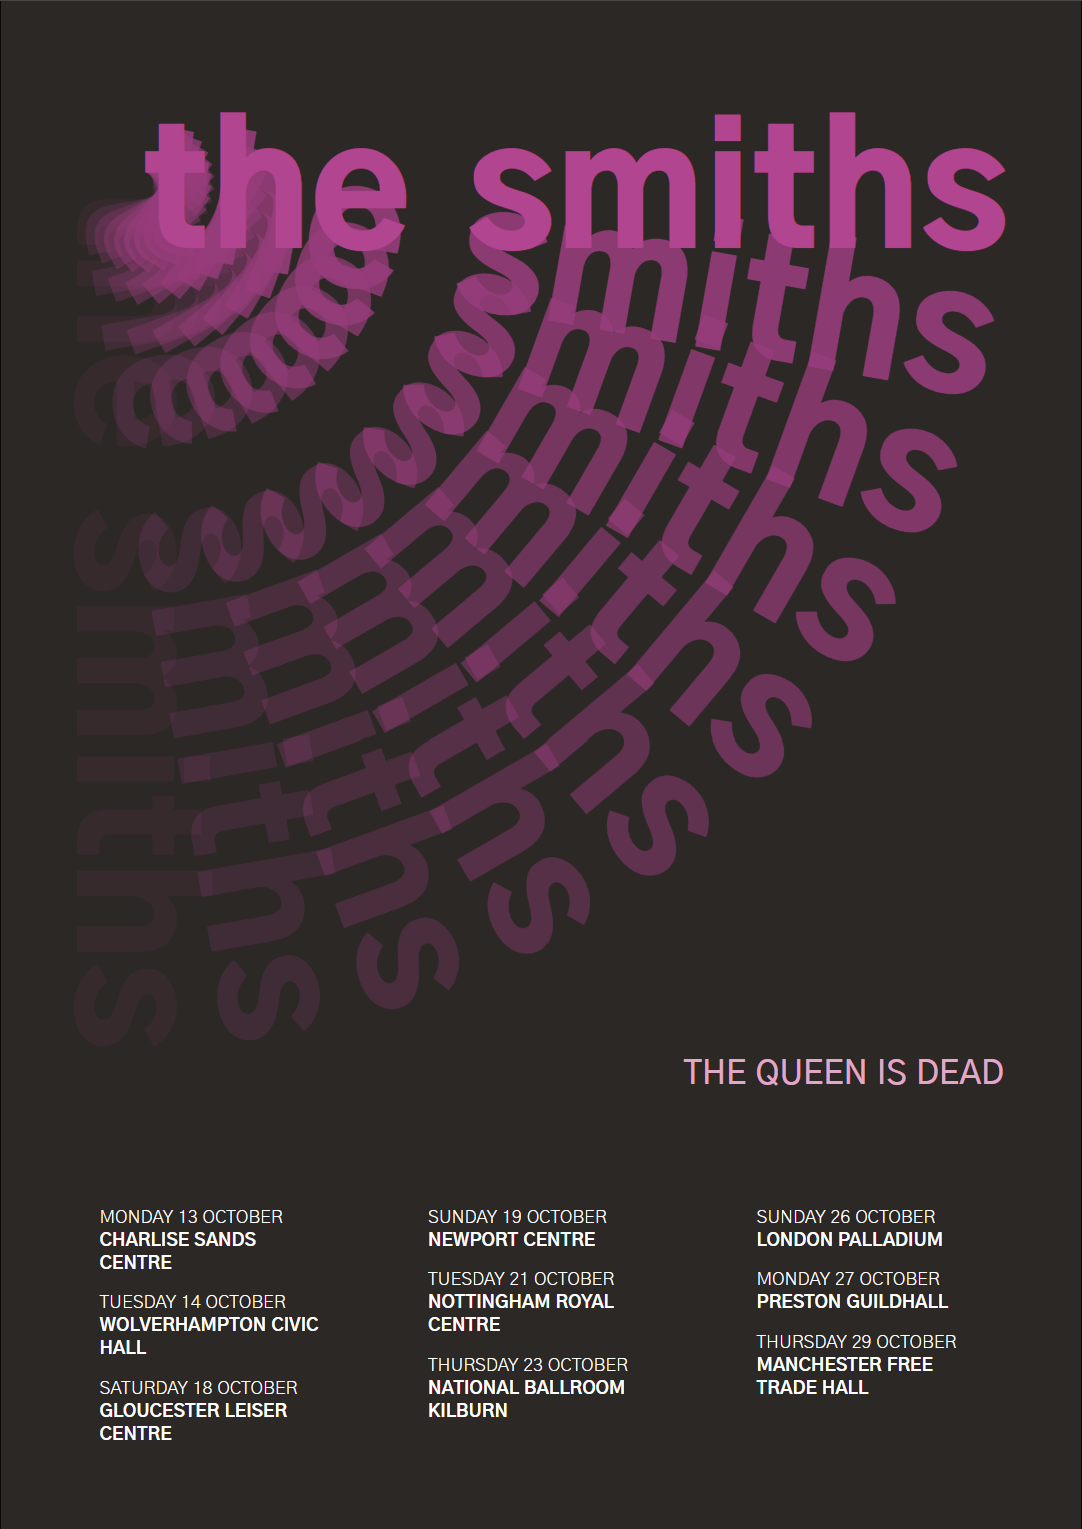 the smiths
THE QUEEN IS DEAD
MONDAY 13 OCTOBER
CHARLISE SANDS
CENTRE
TUESDAY 14 OCTOBER
WOLVERHAMPTON CIVIC
HALL
SATURDAY 18 OCTOBER
GLOUCESTER LEISER
CENTRE
SUNDAY 19 OCTOBER
NEWPORT CENTRE
TUESDAY 21 OCTOBER
NOTTINGHAM ROYAL
CENTRE
THURSDAY 23 OCTOBER
NATIONAL BALLROOM
KILBURN
SUNDAY 26 OCTOBER
LONDON PALLADIUM
MONDAY 27 OCTOBER
PRESTON GUILDHALL
THURSDAY 29 OCTOBER
MANCHESTER FREE
TRADE HALL